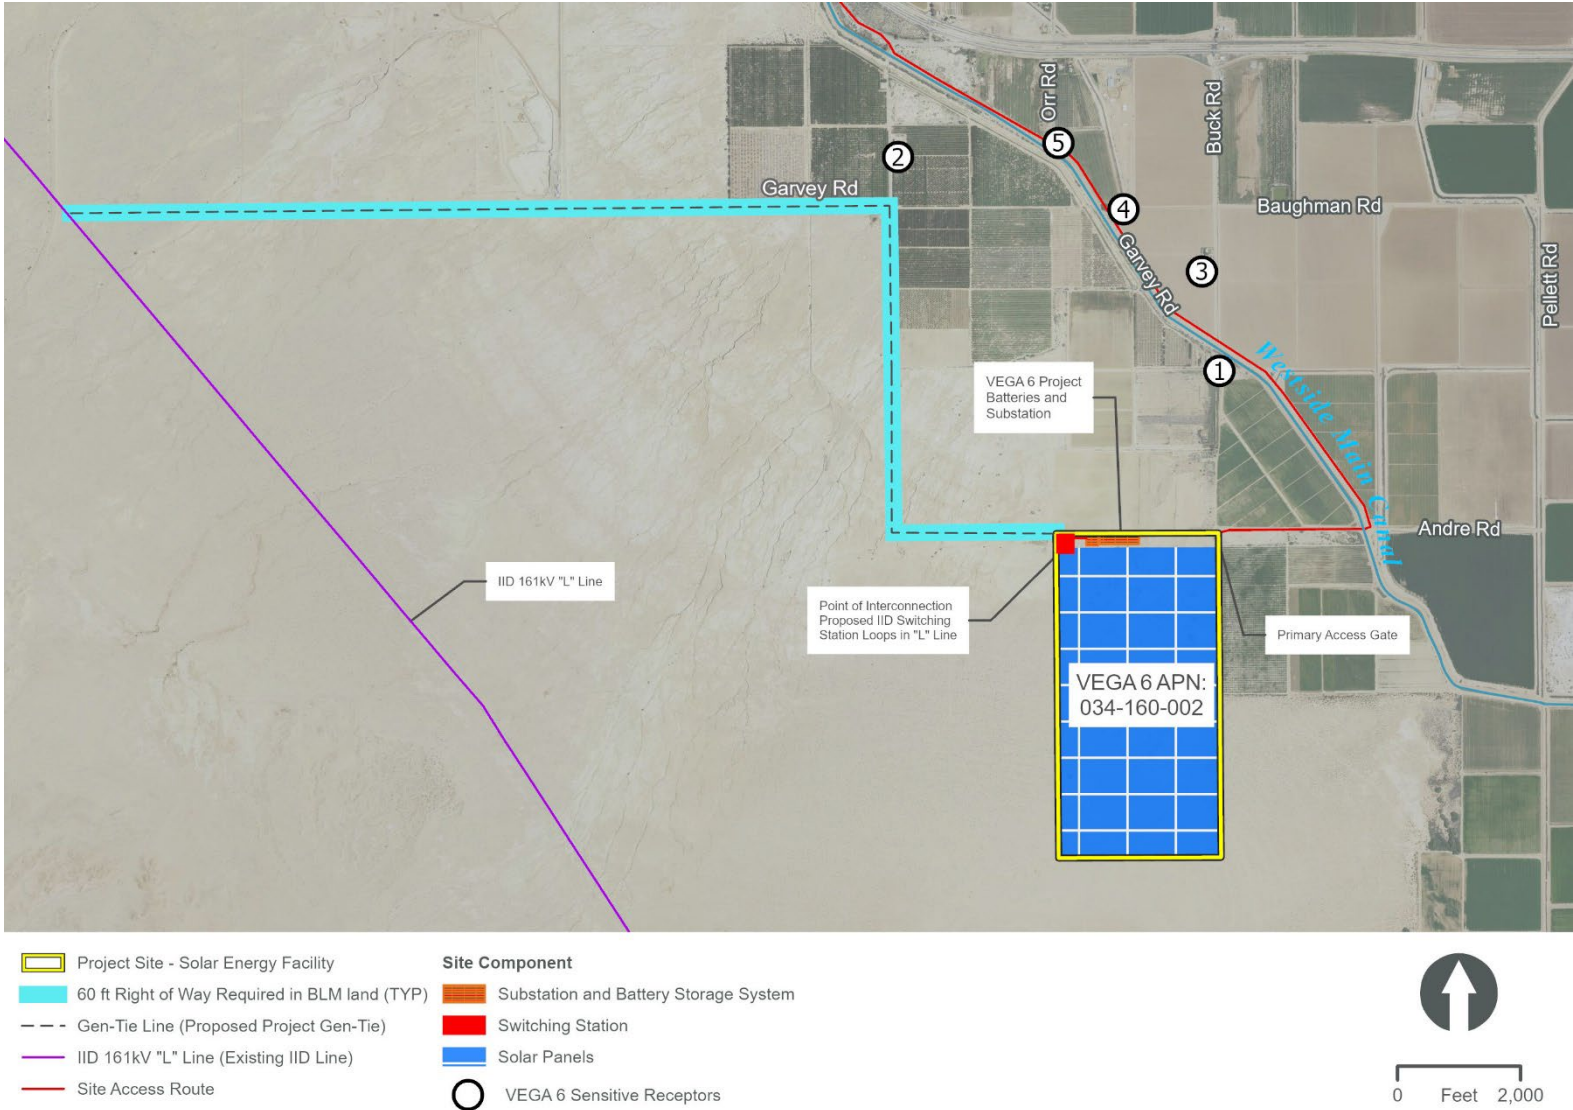 Orr Rd
Buck Rd
5
2
Garvey Rd
4
Baughman Rd
Garvey Rd
3
Pellett Rd
1
Westside Main Canal
VEGA 6 Project
Batteries and
Substation
Andre Rd
IID 161kV "L" Line
Point of Interconnection
Proposed IID Switching
Station Loops in "L" Line
Primary Access Gate
VEGA 6 APN:
034-160-002
Project Site - Solar Energy Facility
60 ft Right of Way Required in BLM land (TYP)
Gen-Tie Line (Proposed Project Gen-Tie)
IID 161kV "L" Line (Existing IID Line)
Site Access Route
Site Component
Substation and Battery Storage System
Switching Station
Solar Panels
VEGA 6 Sensitive Receptors
0 Feet 2,000